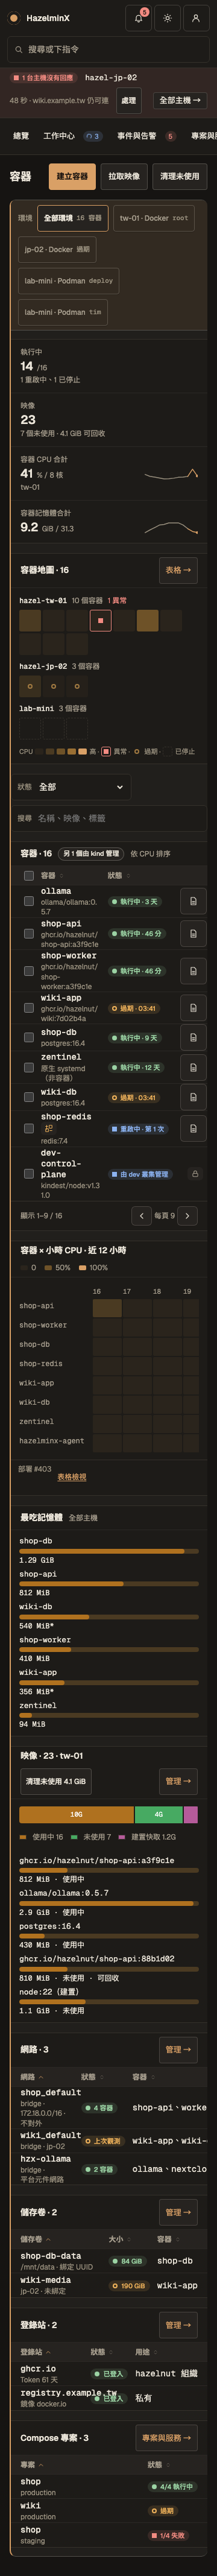 HazelminX
5
搜尋或下指令
1 台主機沒有回應 hazel-jp-02
48 秒 · wiki.example.tw 仍可連
處理
全部主機 →
總覽 工作中心 3 事件與告警 5
容器
建立容器
拉取映像
清理未使用
環境
全部環境 16 容器
tw-01 · Docker root
jp-02 · Docker 過期
lab-mini · Podman deploy
lab-mini · Podman tim
執行中
14 /16
1 重啟中、1 已停止
映像
23
7 個未使用 · 4.1 GiB 可回收
容器 CPU 合計
41 % / 8 核
tw-01
容器記憶體合計
9.2 GiB / 31.3
容器地圖 · 16
表格 →
hazel-tw-01 10 個容器 1 異常
hazel-jp-02 3 個容器
lab-mini 3 個容器
CPU 高 · 異常 · 過期 · 已停止
狀態 全部
搜尋 名稱、映像、標籤
容器 · 16 另 1 個由 kind 管理 依 CPU 排序
容器 狀態
ollama
ollama/ollama:0.5.7
執行中 · 3 天
shop-api
ghcr.io/hazelnut/shop-api:a3f9c1e
執行中 · 46 分
shop-worker
ghcr.io/hazelnut/shop-worker:a3f9c1e
執行中 · 46 分
wiki-app
ghcr.io/hazelnut/wiki:7d02b4a
過期 · 03:41
shop-db
postgres:16.4
執行中 · 9 天
zentinel
原生 systemd（非容器）
執行中 · 12 天
wiki-db
postgres:16.4
過期 · 03:41
shop-redis
redis:7.4
重啟中 · 第 1 次
dev-control-plane
kindest/node:v1.31.0
由 dev 叢集管理
顯示 1–9 / 16
每頁 9
容器 × 小時 CPU · 近 12 小時
0 50% 100%
16 17 18 19
shop-api
shop-worker
shop-db
shop-redis
wiki-app
wiki-db
zentinel
hazelminx-agent
部署 #403
表格檢視
最吃記憶體 全部主機
shop-db
1.29 GiB
shop-api
812 MiB
wiki-db
540 MiB*
shop-worker
410 MiB
wiki-app
356 MiB*
zentinel
94 MiB
映像 · 23 · tw-01
清理未使用 4.1 GiB
管理 →
10G 4G
使用中 16 未使用 7 建置快取 1.2G
ghcr.io/hazelnut/shop-api:a3f9c1e
812 MiB · 使用中
ollama/ollama:0.5.7
2.9 GiB · 使用中
postgres:16.4
430 MiB · 使用中
ghcr.io/hazelnut/shop-api:88b1d02
810 MiB · 未使用 · 可回收
node:22 (建置)
1.1 GiB · 未使用
網路 · 3
管理 →
網路 狀態 容器
shop_default
bridge · 172.18.0.0/16 · 不對外
4 容器
shop-api、worke
wiki_default
bridge · jp-02
上次觀測
wiki-app、wiki-
hzx-ollama
bridge · 平台元件網路
2 容器
ollama、nextclo
儲存卷 · 2
管理 →
儲存卷 大小 容器
shop-db-data
/mnt/data · 綁定 UUID
84 GiB
shop-db
wiki-media
jp-02 · 未綁定
190 GiB
wiki-app
登錄站 · 2
管理 →
登錄站 狀態 用途
ghcr.io
Token 61 天
已登入
hazelnut 組織
registry.example.tw
鏡像 docker.io
已登入
私有
Compose 專案 · 3
專案與服務 →
專案 狀態
shop
production
4/4 執行中
wiki
production
過期
shop
staging
1/4 失敗